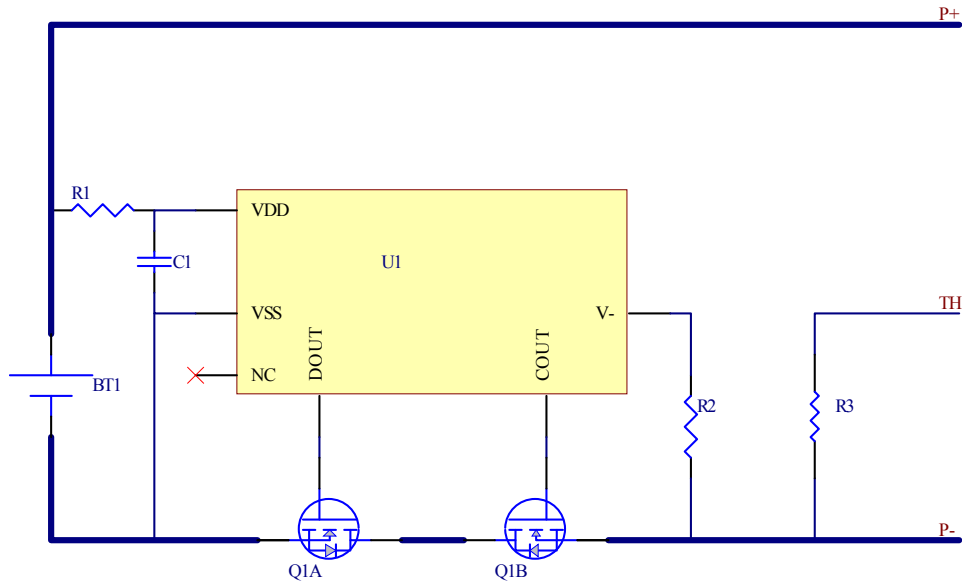 P+
R1
VDD
C1
U1
VSS
V-
TH
DOUT
COUT
NC
BT1
R2
R3
P-
Q1A
Q1B